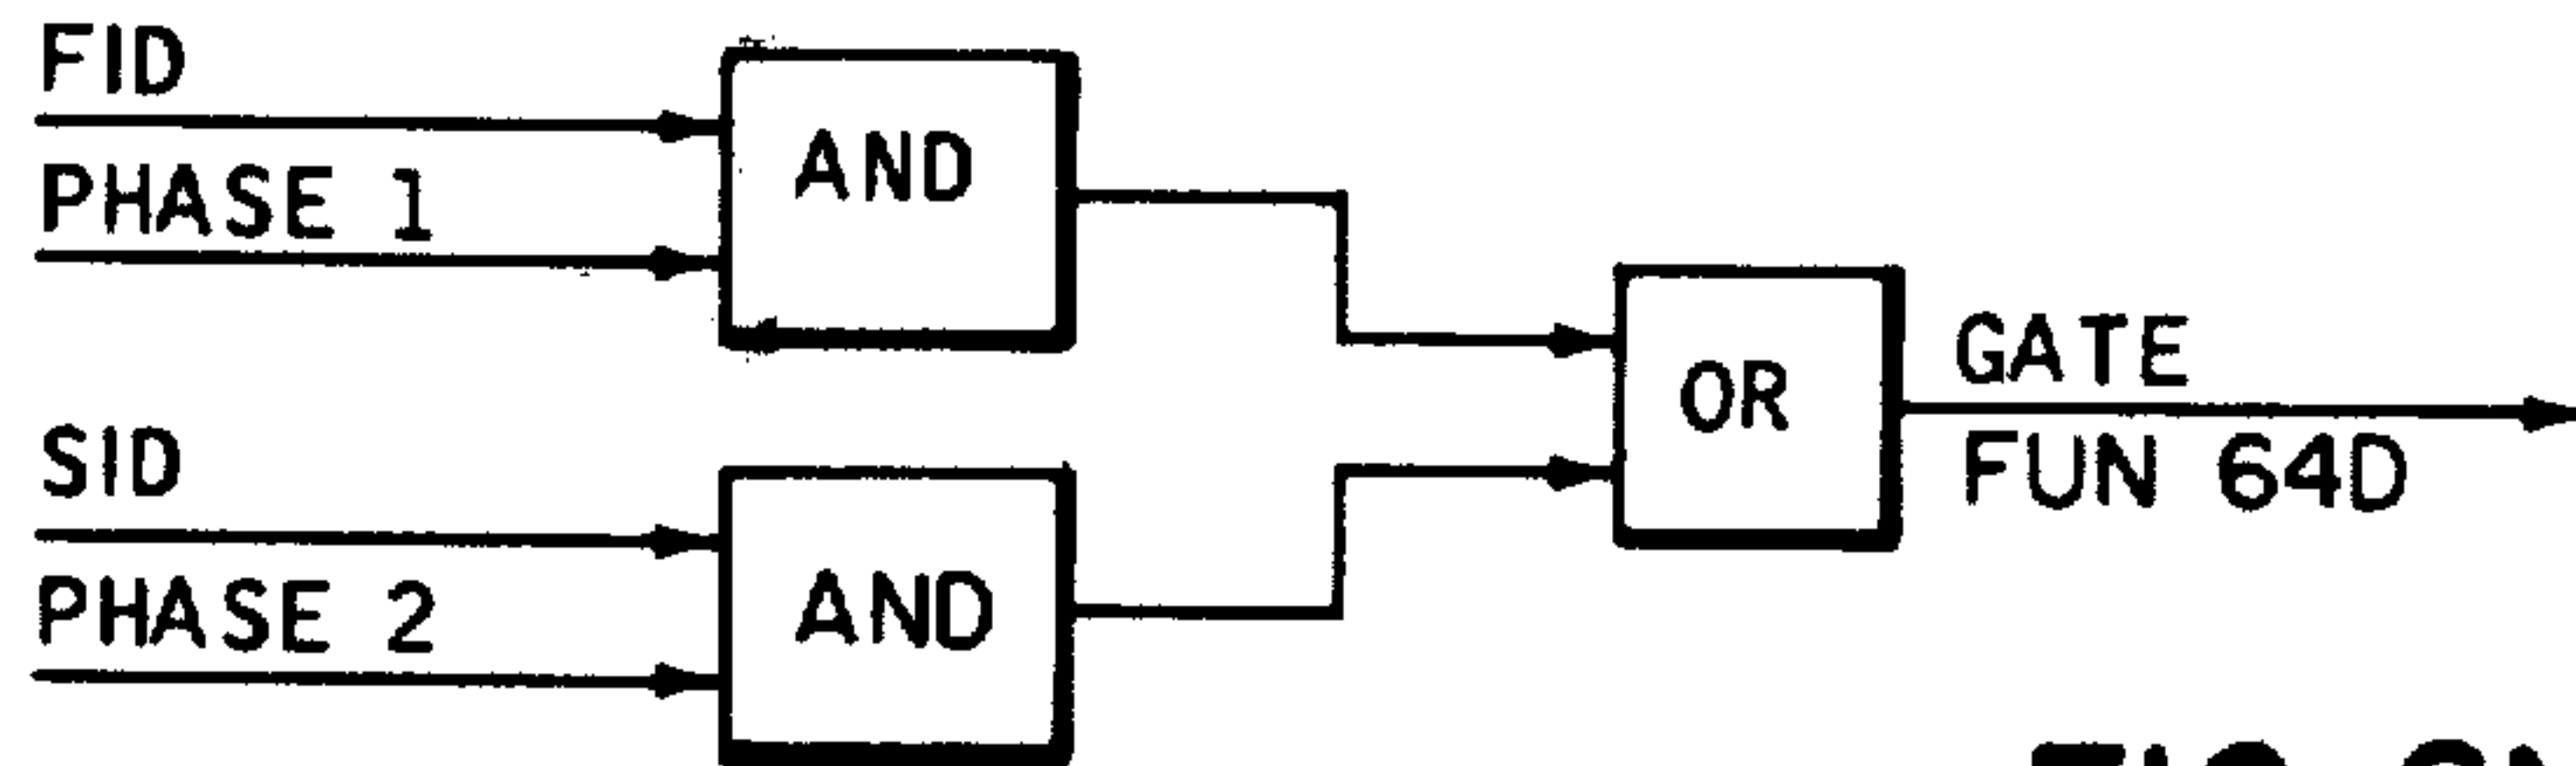 FID
PHASE 1
AND
SID
PHASE 2
AND
OR
GATE
FUN 64D